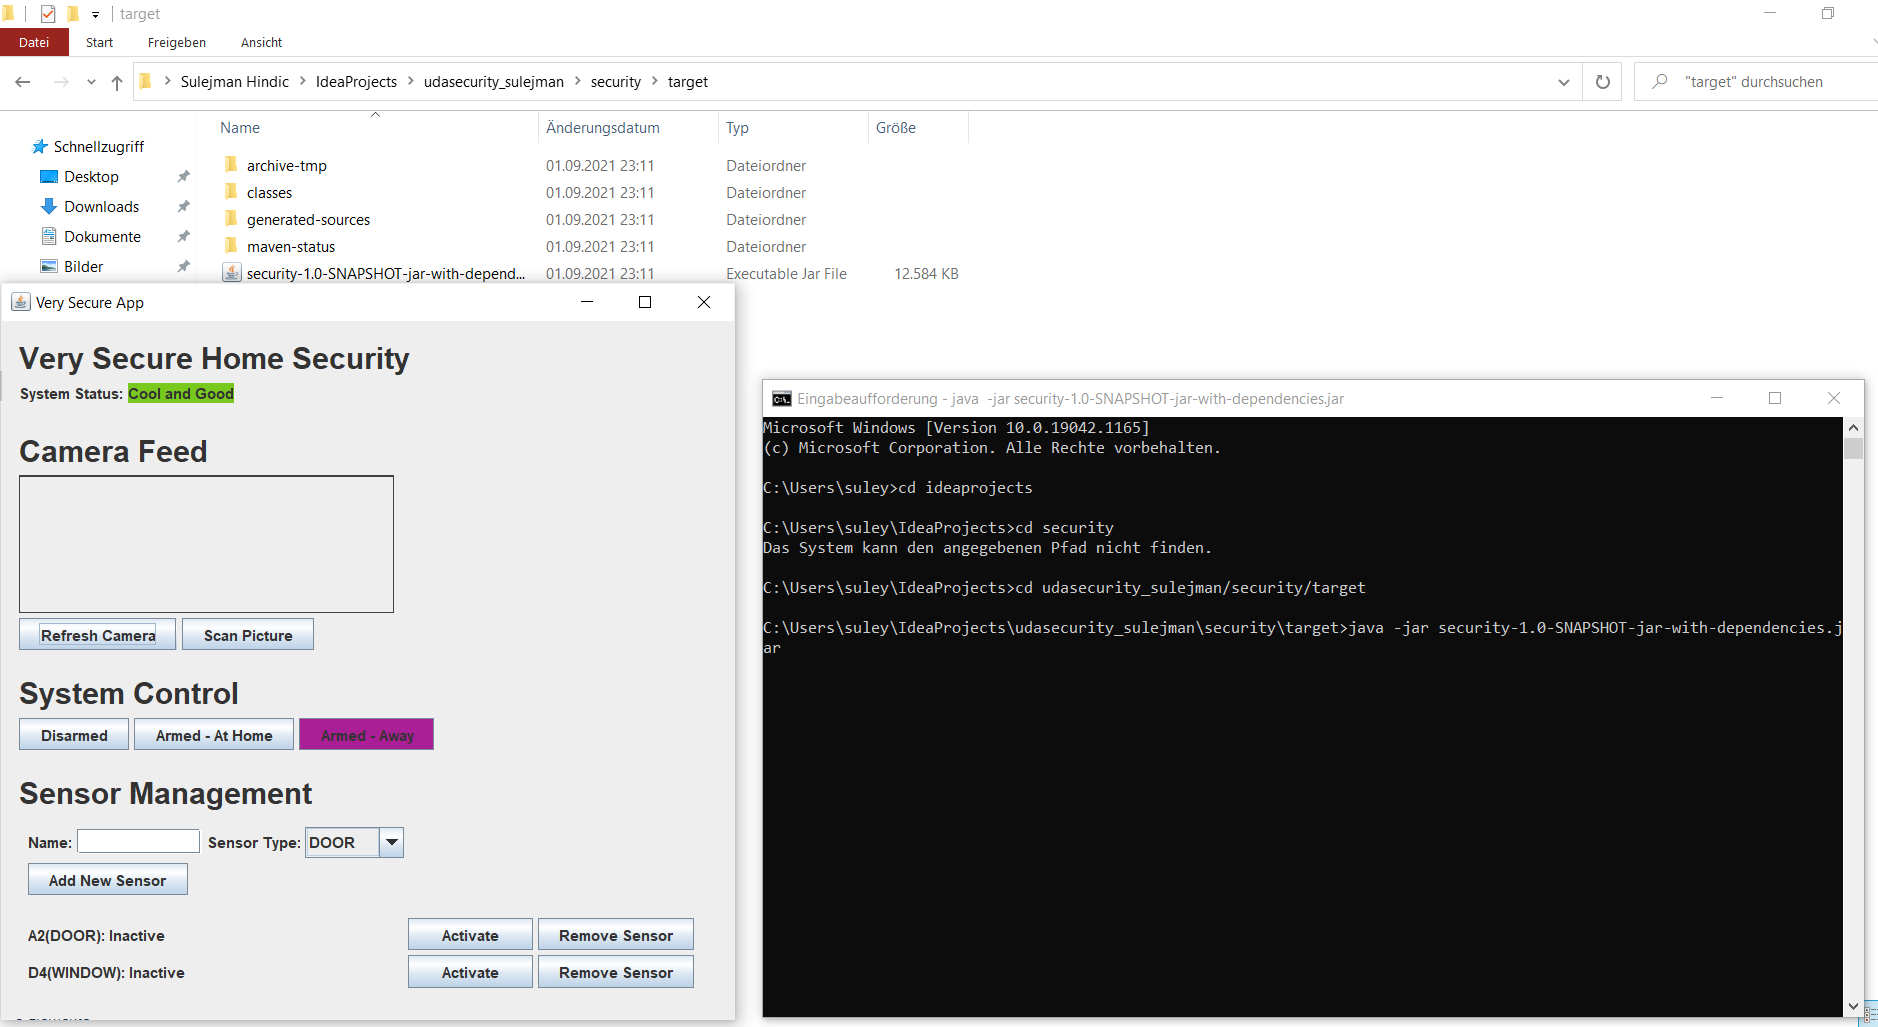 target
Datei Start Freigeben Ansicht
Sulejman Hindic IdeaProjects udasecurity_sulejman security target
"target" durchsuchen
Name Änderungsdatum Typ Größe
Schnellzugriff
Desktop
Downloads
Dokumente
Bilder
archive-tmp 01.09.2021 23:11 Dateiordner
classes 01.09.2021 23:11 Dateiordner
generated-sources 01.09.2021 23:11 Dateiordner
maven-status 01.09.2021 23:11 Dateiordner
security-1.0-SNAPSHOT-jar-with-depend... 01.09.2021 23:11 Executable Jar File 12.584 KB
Very Secure App
Very Secure Home Security
System Status: Cool and Good
Camera Feed
Refresh Camera Scan Picture
System Control
Disarmed Armed - At Home Armed - Away
Sensor Management
Name: Sensor Type: DOOR
Add New Sensor
A2(DOOR): Inactive Activate Remove Sensor
D4(WINDOW): Inactive Activate Remove Sensor
Eingabeaufforderung - java -jar security-1.0-SNAPSHOT-jar-with-dependencies.jar
Microsoft Windows [Version 10.0.19042.1165]
(c) Microsoft Corporation. Alle Rechte vorbehalten.
C:\Users\suley>cd ideaprojects
C:\Users\suley\IdeaProjects>cd security
Das System kann den angegebenen Pfad nicht finden.
C:\Users\suley\IdeaProjects>cd udasecurity_sulejman/security/target
C:\Users\suley\IdeaProjects\udasecurity_sulejman\security\target>java -jar security-1.0-SNAPSHOT-jar-with-dependencies.j
ar